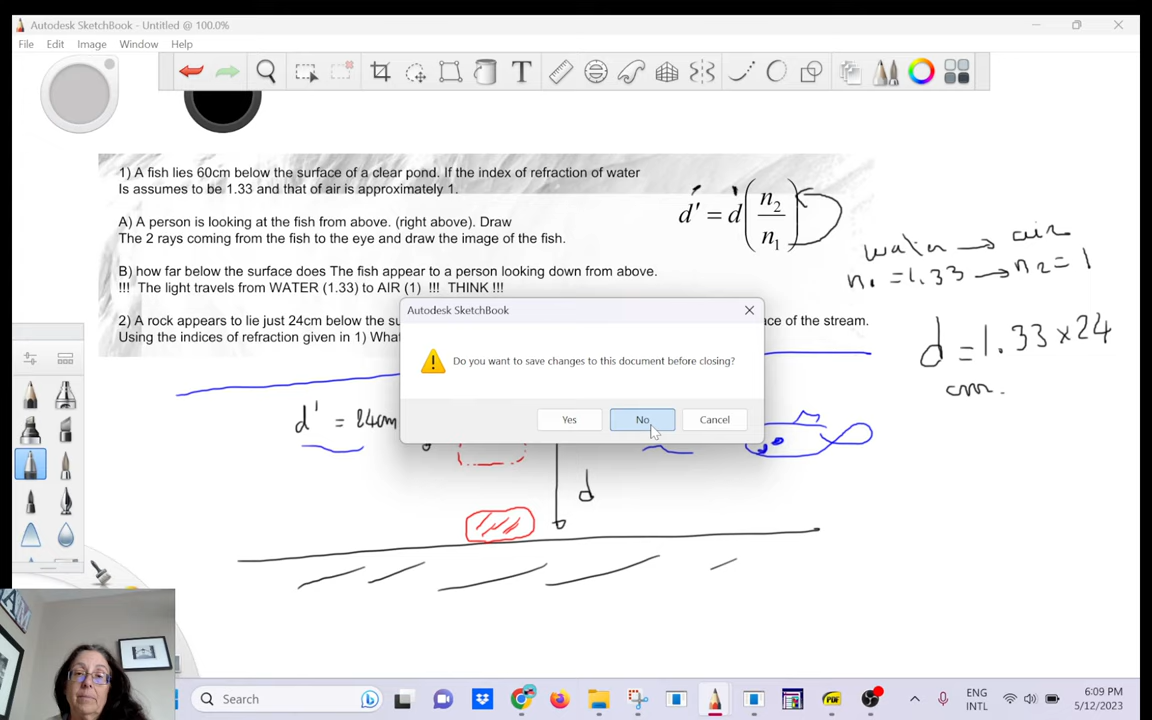 Autodesk SketchBook - Untitled @ 100.0%
File Edit Image Window Help
T
1) A fish lies 60cm below the surface of a clear pond. If the index of refraction of water
Is assumes to be 1.33 and that of air is approximately 1.
A) A person is looking at the fish from above. (right above). Draw
The 2 rays coming from the fish to the eye and draw the image of the fish.
B) how far below the surface does The fish appear to a person looking down from above.
!!! The light travels from WATER (1.33) to AIR (1) !!! THINK !!!
2) A rock appears to lie just 24cm below the su ace of the stream.
Using the indices of refraction given in 1) What
d' = d(n₂/n₁)
water → air
n₁ = 1.33 → n₂ = 1
d = 1.33 × 24
cm.
Autodesk SketchBook
Do you want to save changes to this document before closing?
Yes No Cancel
d' = 24cm
d
AM
Search
PDF
ENG
INTL
6:09 PM
5/12/2023